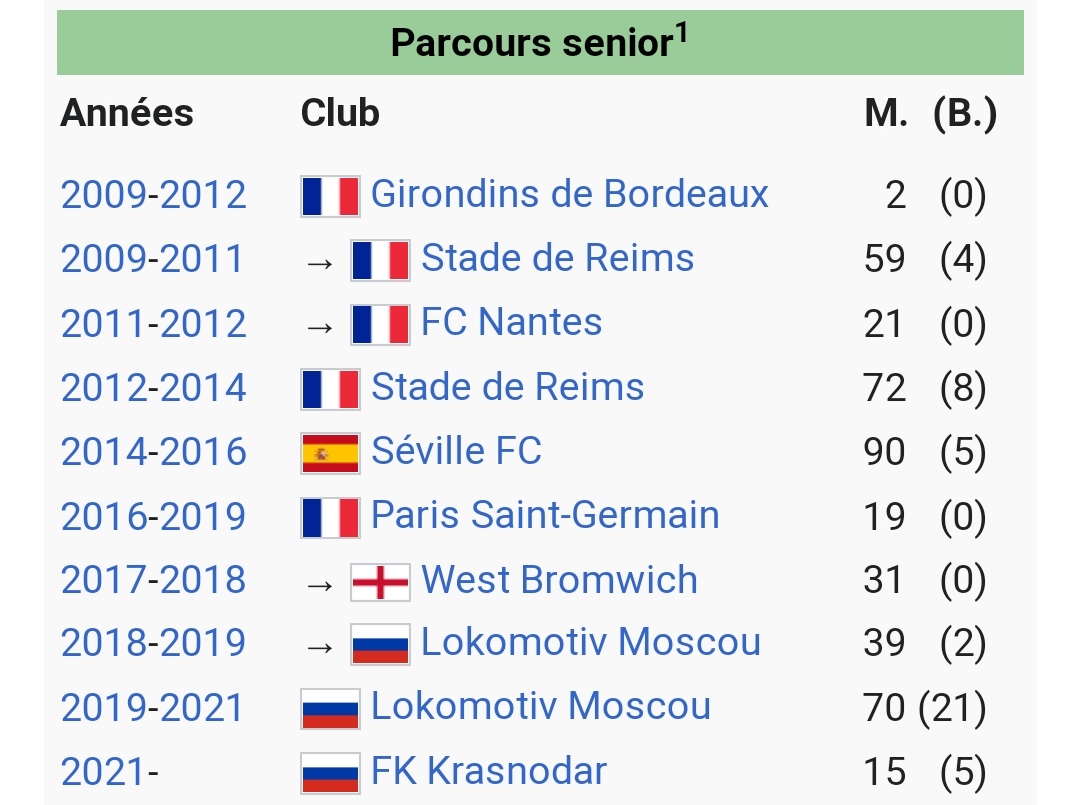 Parcours senior1
Années Club M. (B.)
2009-2012 Girondins de Bordeaux 2 (0)
2009-2011 → Stade de Reims 59 (4)
2011-2012 → FC Nantes 21 (0)
2012-2014 Stade de Reims 72 (8)
2014-2016 Séville FC 90 (5)
2016-2019 Paris Saint-Germain 19 (0)
2017-2018 → West Bromwich 31 (0)
2018-2019 → Lokomotiv Moscou 39 (2)
2019-2021 Lokomotiv Moscou 70 (21)
2021- FK Krasnodar 15 (5)